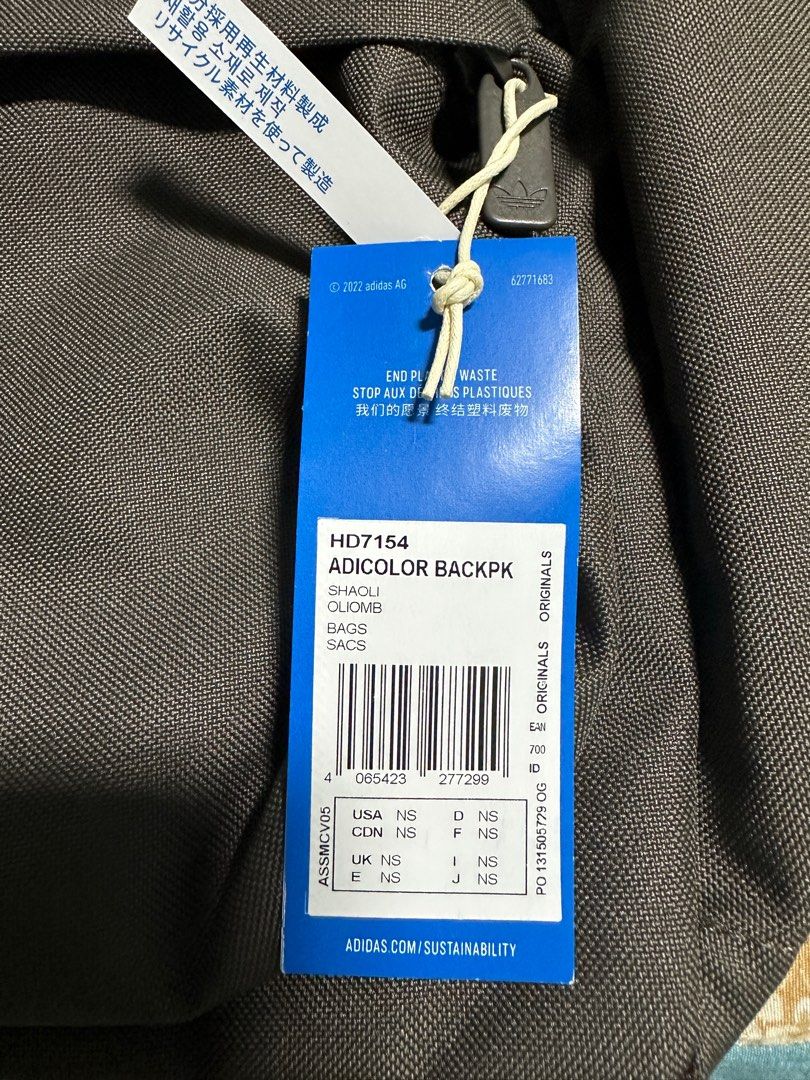 採用再生材料製成
재활용 소재로 제작
リサイクル素材を使って製造
© 2022 adidas AG
62771683
END WASTE
STOP AUX PLASTIQUES
我们的愿 终结塑料废物
HD7154
ADICOLOR BACKPK
SHAOLI
OLIOMB
BAGS
SACS
ORIGINALS ORIGINALS
EAN
700
ID
4 065423 277299
ASSMCV05
USA NS D NS
CDN NS F NS
UK NS I NS
E NS J NS
PO 131505729 OG
ADIDAS.COM/SUSTAINABILITY